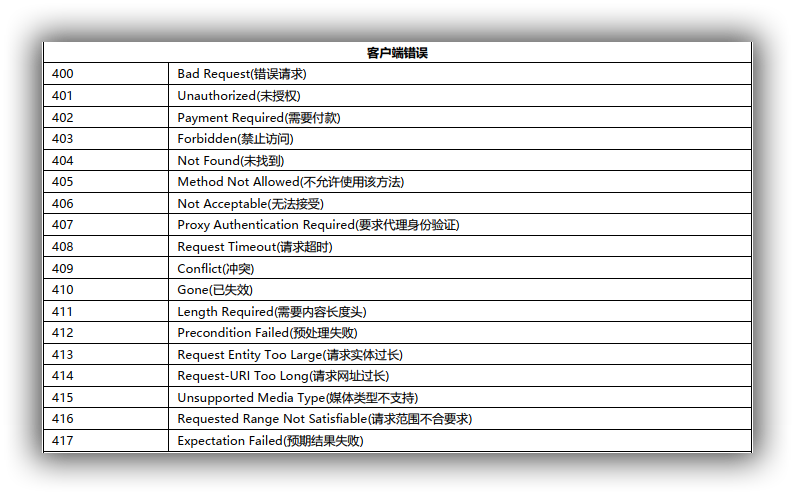 客户端错误
400 Bad Request(错误请求)
401 Unauthorized(未授权)
402 Payment Required(需要付款)
403 Forbidden(禁止访问)
404 Not Found(未找到)
405 Method Not Allowed(不允许使用该方法)
406 Not Acceptable(无法接受)
407 Proxy Authentication Required(要求代理身份验证)
408 Request Timeout(请求超时)
409 Conflict(冲突)
410 Gone(已失效)
411 Length Required(需要内容长度头)
412 Precondition Failed(预处理失败)
413 Request Entity Too Large(请求实体过长)
414 Request-URI Too Long(请求网址过长)
415 Unsupported Media Type(媒体类型不支持)
416 Requested Range Not Satisfiable(请求范围不合要求)
417 Expectation Failed(预期结果失败)